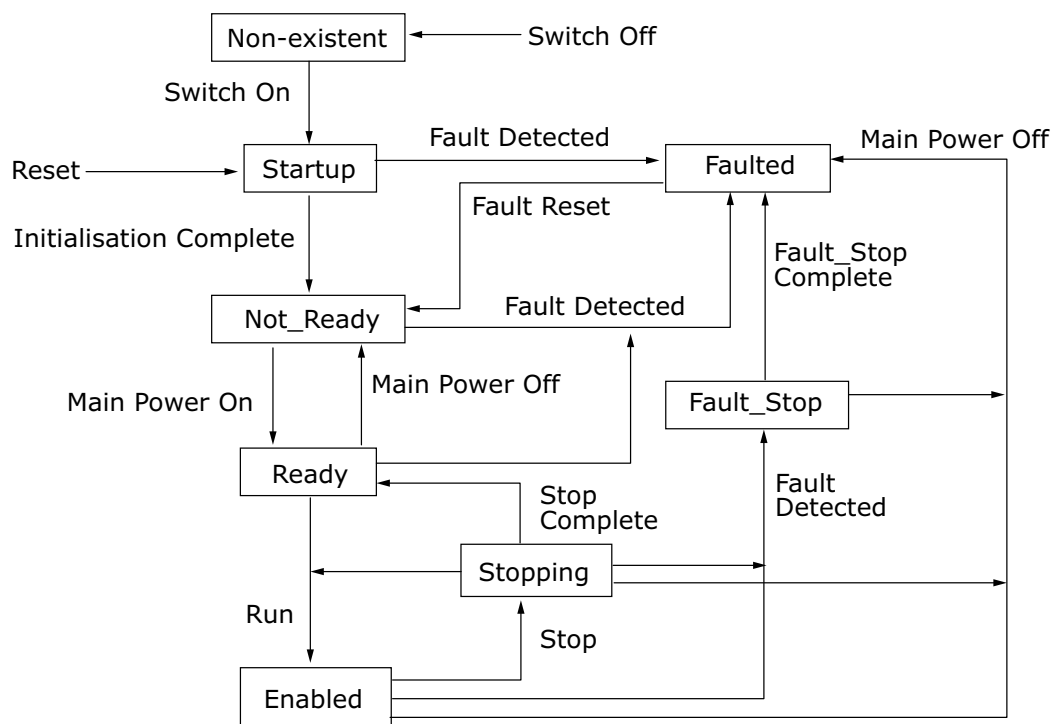 Non-existent
Switch Off
Switch On
Fault Detected
Main Power Off
Reset
Startup
Faulted
Fault Reset
Initialisation Complete
Fault_Stop
Complete
Not_Ready
Fault Detected
Main Power On
Main Power Off
Fault_Stop
Ready
Stop
Complete
Fault
Detected
Stopping
Run
Stop
Enabled